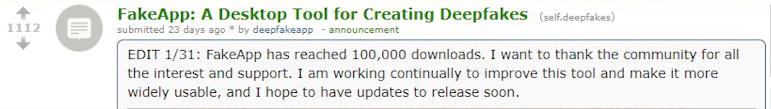 FakeApp: A Desktop Tool for Creating Deepfakes (self.deepfakes)
1112
submitted 23 days ago * by deepfakeapp - announcement
EDIT 1/31: FakeApp has reached 100,000 downloads. I want to thank the community for all
the interest and support. I am working continually to improve this tool and make it more
widely usable, and I hope to have updates to release soon.